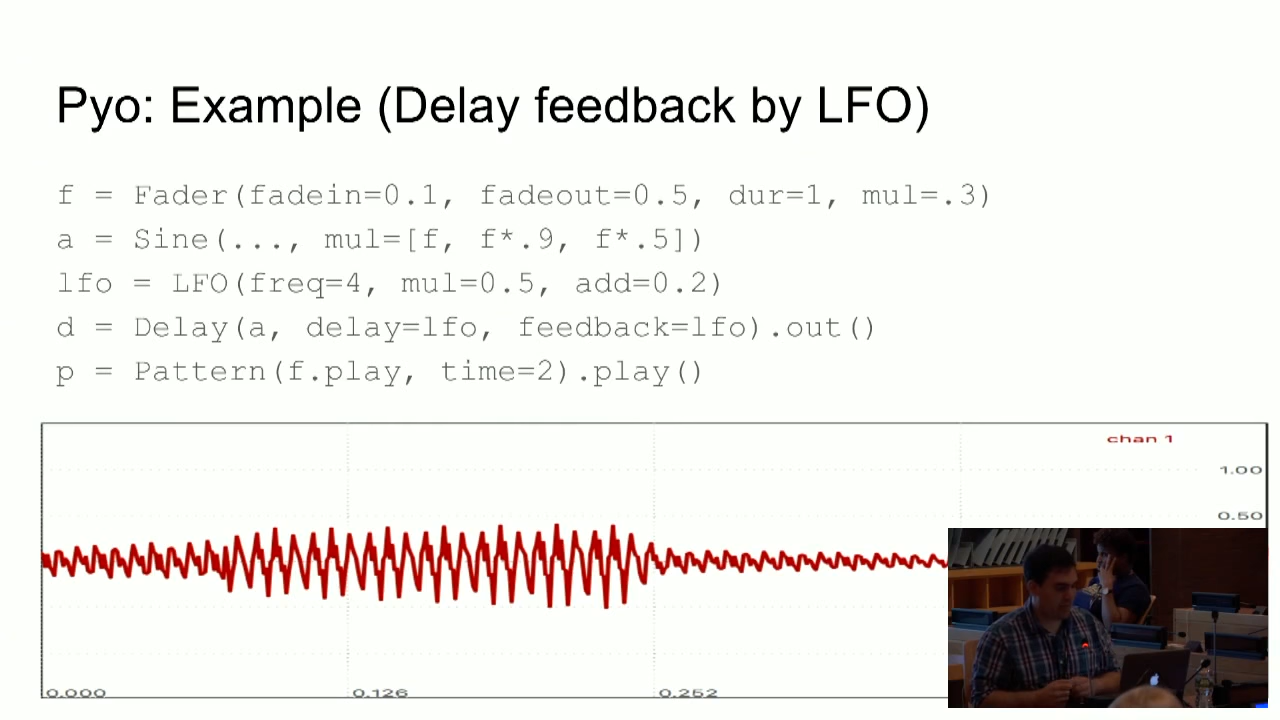 Pyo: Example (Delay feedback by LFO)
f = Fader(fadein=0.1, fadeout=0.5, dur=1, mul=.3)
a = Sine(..., mul=[f, f*.9, f*.5])
lfo = LFO(freq=4, mul=0.5, add=0.2)
d = Delay(a, delay=lfo, feedback=lfo).out()
p = Pattern(f.play, time=2).play()
chan 1
1.00
0.50
0.000
0.126
0.252